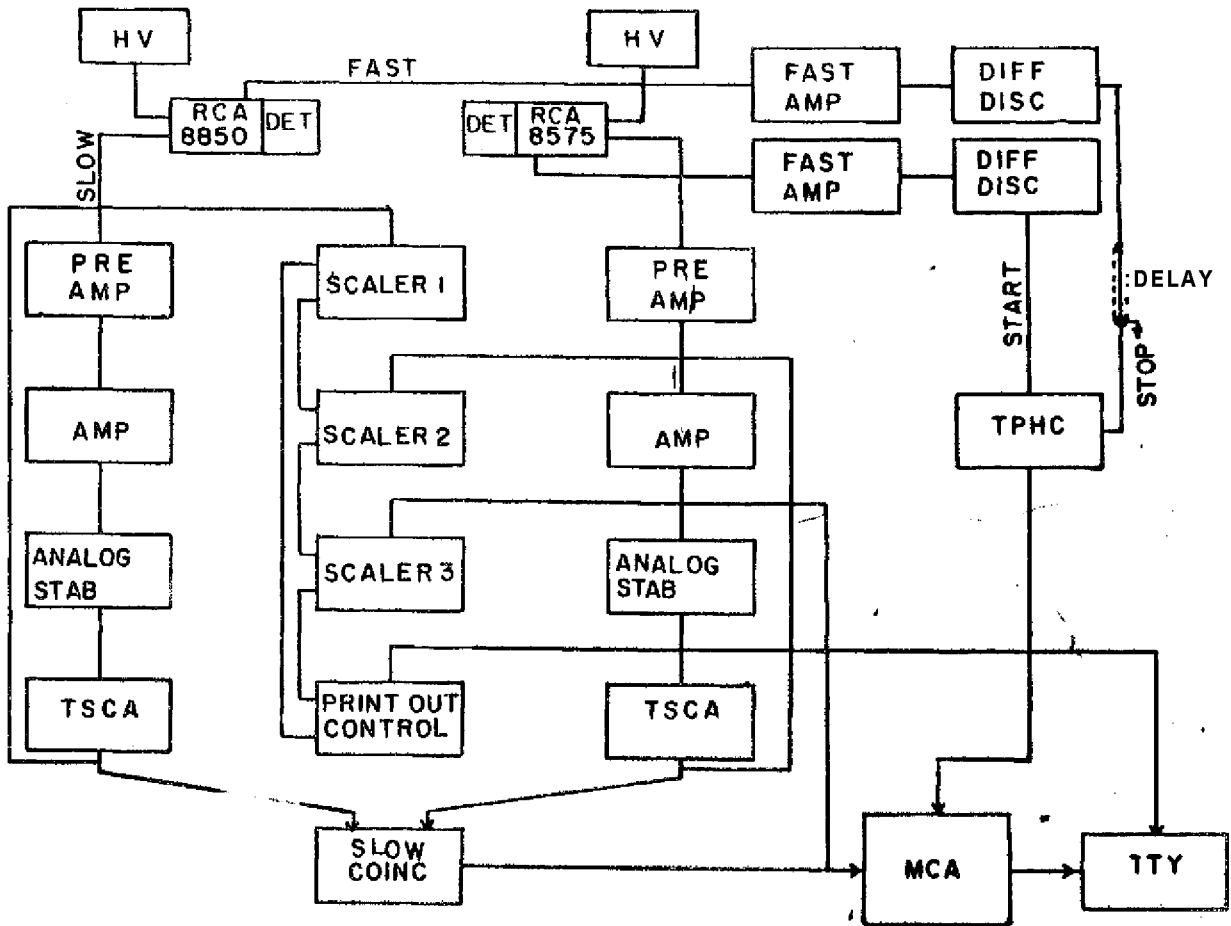 HV
HV
FAST
FAST
AMP
DIFF
DISC
RCA
8850
DET
DET
RCA
8575
SLOW
FAST
AMP
DIFF
DISC
PRE
AMP
SCALER 1
PRE
AMP
START
:DELAY
STOP
AMP
SCALER 2
AMP
TPHC
ANALOG
STAB
SCALER 3
ANALOG
STAB
TSCA
PRINT OUT
CONTROL
TSCA
SLOW
COINC
MCA
TTY